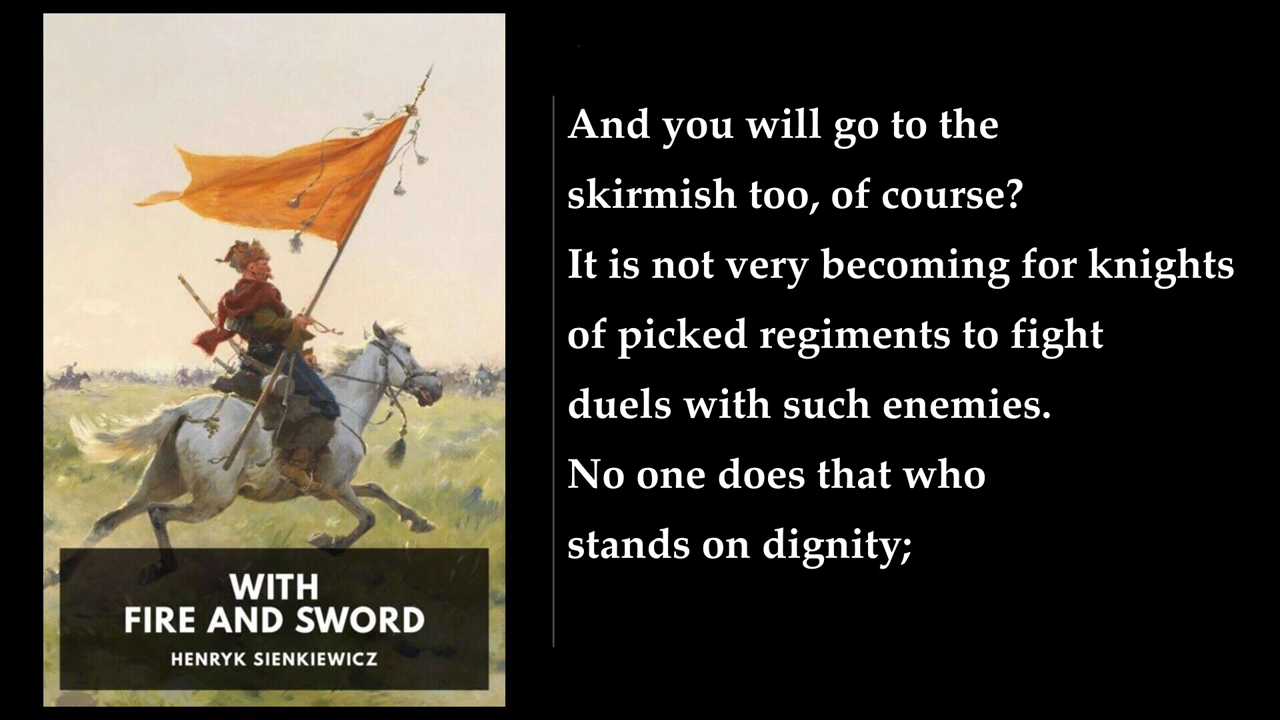 WITH
FIRE AND SWORD
HENRYK SIENKIEWICZ
And you will go to the
skirmish too, of course?
It is not very becoming for knights
of picked regiments to fight
duels with such enemies.
No one does that who
stands on dignity;